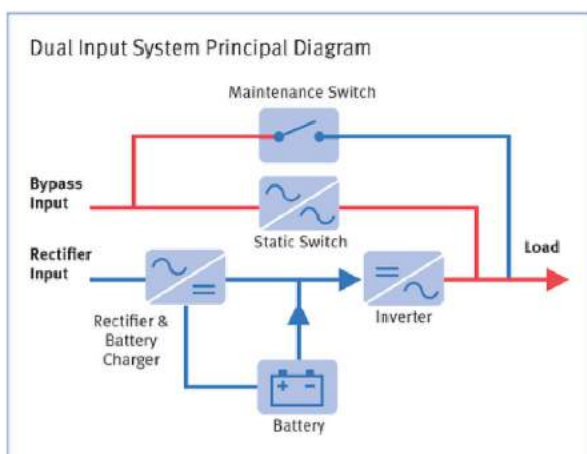 Dual Input System Principal Diagram
Maintenance Switch
Bypass
Input
Static Switch
Rectifier
Input
Load
Rectifier &
Battery
Charger
Inverter
+ -
Battery